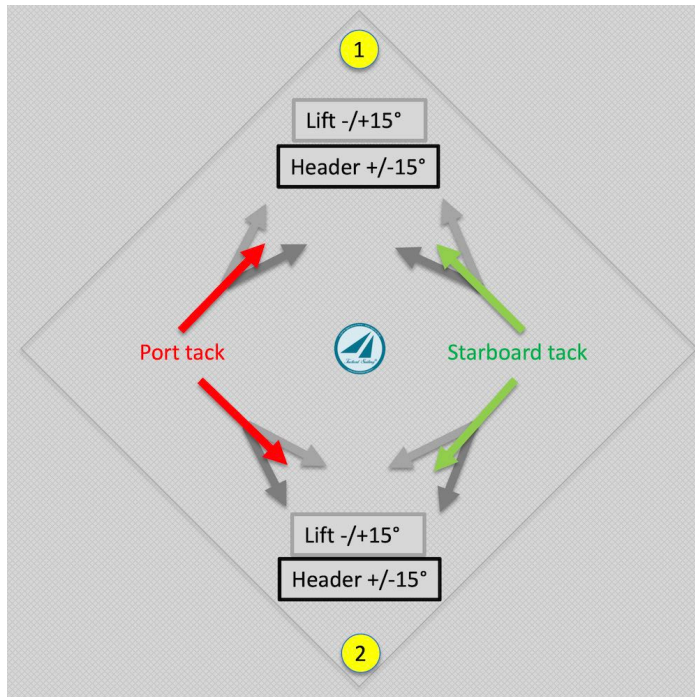 1
Lift -/+15°
Header +/-15°
Port tack
Starboard tack
Lift -/+15°
Header +/-15°
2